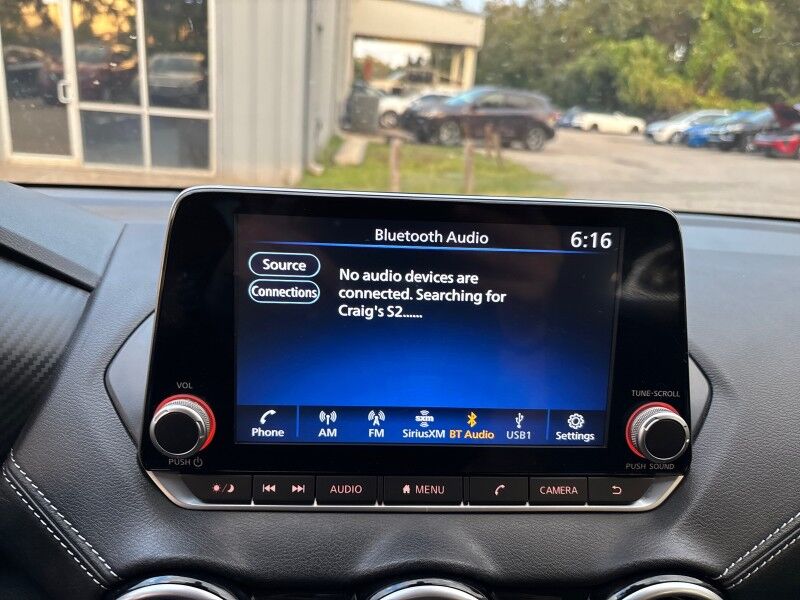 Bluetooth Audio 6:16
Source
Connections
No audio devices are
connected. Searching for
Craig's S2......
VOL
TUNE·SCROLL
sxm
Phone AM FM SiriusXM BT Audio USB1 Settings
PUSH
PUSH SOUND
AUDIO MENU CAMERA